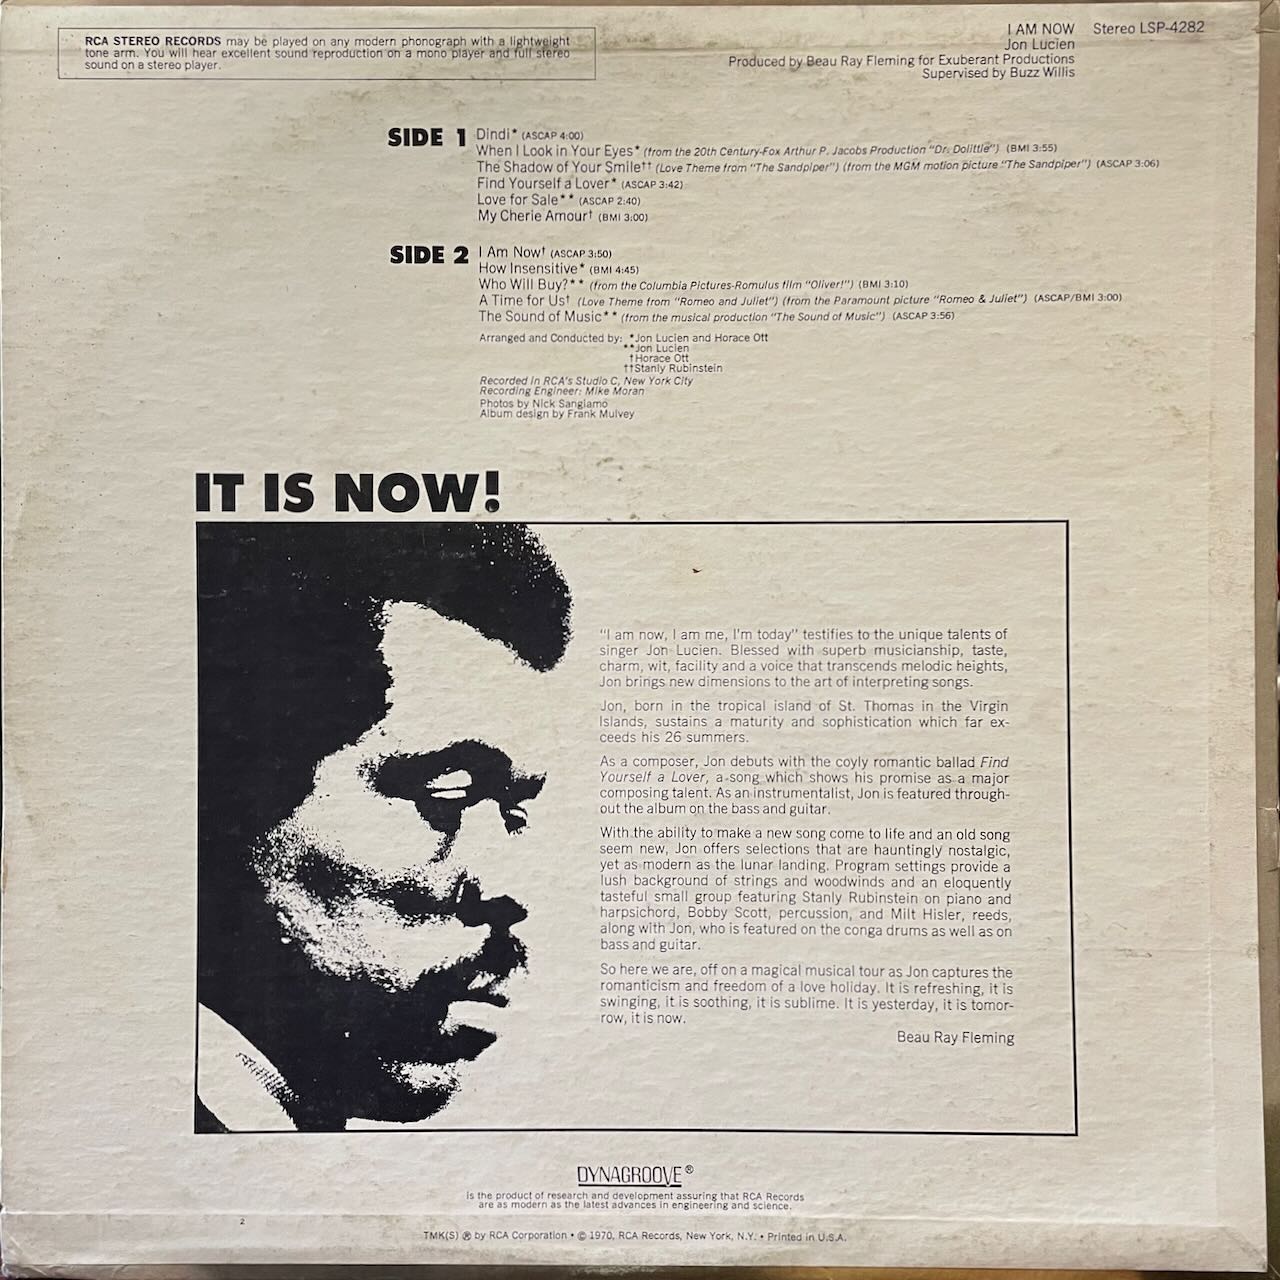 RCA STEREO RECORDS may be played on any modern phonograph with a lightweight
tone arm. You will hear excellent sound reproduction on a mono player and full stereo
sound on a stereo player.
I AM NOW Stereo LSP-4282
Jon Lucien
Produced by Beau Ray Fleming for Exuberant Productions
Supervised by Buzz Willis
SIDE 1 Dindi* (ASCAP 4:00)
When I Look in Your Eyes* (from the 20th Century-Fox Arthur P. Jacobs Production "Dr. Dolittle") (BMI 3:55)
The Shadow of Your Smile†† (Love Theme from "The Sandpiper") (from the MGM motion picture "The Sandpiper") (ASCAP 3:06)
Find Yourself a Lover* (ASCAP 3:42)
Love for Sale** (ASCAP 2:40)
My Cherie Amour† (BMI 3:00)
SIDE 2 I Am Now† (ASCAP 3:50)
How Insensitive* (BMI 4:45)
Who Will Buy?** (from the Columbia Pictures-Romulus film "Oliver!") (BMI 3:10)
A Time for Us† (Love Theme from "Romeo and Juliet") (from the Paramount picture "Romeo & Juliet") (ASCAP/BMI 3:00)
The Sound of Music** (from the musical production "The Sound of Music") (ASCAP 3:56)
Arranged and Conducted by: *Jon Lucien and Horace Ott
**Jon Lucien
†Horace Ott
††Stanly Rubinstein
Recorded in RCA's Studio C, New York City
Recording Engineer: Mike Moran
Photos by Nick Sangiamo
Album design by Frank Mulvey
IT IS NOW!
"I am now, I am me, I'm today" testifies to the unique talents of
singer Jon Lucien. Blessed with superb musicianship, taste,
charm, wit, facility and a voice that transcends melodic heights,
Jon brings new dimensions to the art of interpreting songs.
Jon, born in the tropical island of St. Thomas in the Virgin
Islands, sustains a maturity and sophistication which far ex-
ceeds his 26 summers.
As a composer, Jon debuts with the coyly romantic ballad Find
Yourself a Lover, a song which shows his promise as a major
composing talent. As an instrumentalist, Jon is featured through-
out the album on the bass and guitar.
With the ability to make a new song come to life and an old song
seem new, Jon offers selections that are hauntingly nostalgic,
yet as modern as the lunar landing. Program settings provide a
lush background of strings and woodwinds and an eloquently
tasteful small group featuring Stanly Rubinstein on piano and
harpsichord, Bobby Scott, percussion, and Milt Hisler, reeds,
along with Jon, who is featured on the conga drums as well as on
bass and guitar.
So here we are, off on a magical musical tour as Jon captures the
romanticism and freedom of a love holiday. It is refreshing, it is
swinging, it is soothing, it is sublime. It is yesterday, it is tomor-
row, it is now.
Beau Ray Fleming
DYNAGROOVE®
is the product of research and development assuring that RCA Records
are as modern as the latest advances in engineering and science.
2
TMK(S) ® by RCA Corporation • © 1970, RCA Records, New York, N.Y. • Printed in U.S.A.